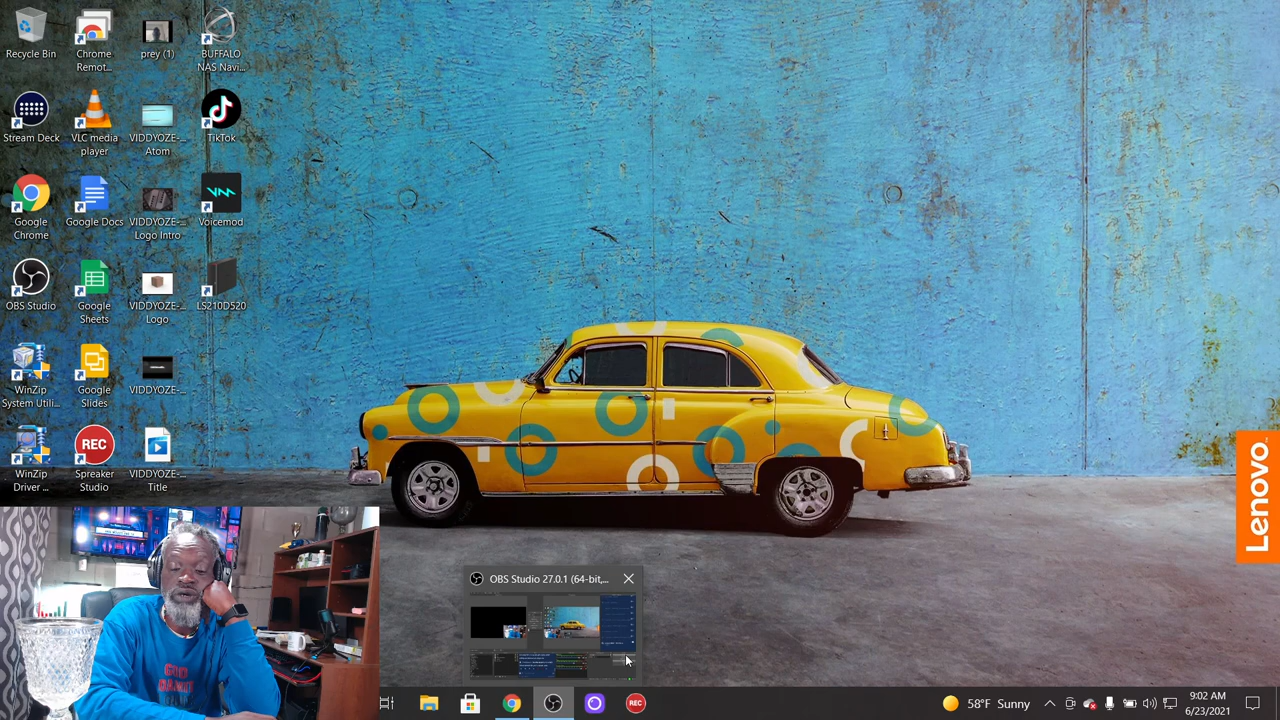 Recycle Bin
Chrome
Remot...
prey (1)
BUFFALO
NAS Navi...
Stream Deck
VLC media
player
VIDDYOZE-...
Atom
TikTok
Google
Chrome
Google Docs
VIDDYOZE-...
Logo Intro
Voicemod
OBS Studio
Google
Sheets
VIDDYOZE-...
Logo
LS210D520
WinZip
System Utili...
Google
Slides
VIDDYOZE-...
WinZip
Driver ...
REC
Spreaker
Studio
VIDDYOZE-...
Title
Lenovo
OBS Studio 27.0.1 (64-bit,...
REC
58°F Sunny
9:02 AM
6/23/2021